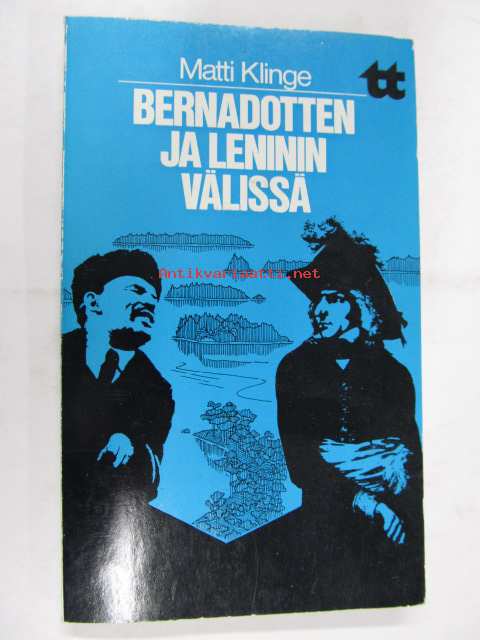 Matti Klinge
tt
BERNADOTTEN
JA LENININ
VÄLISSÄ
Antikvariaatti.net